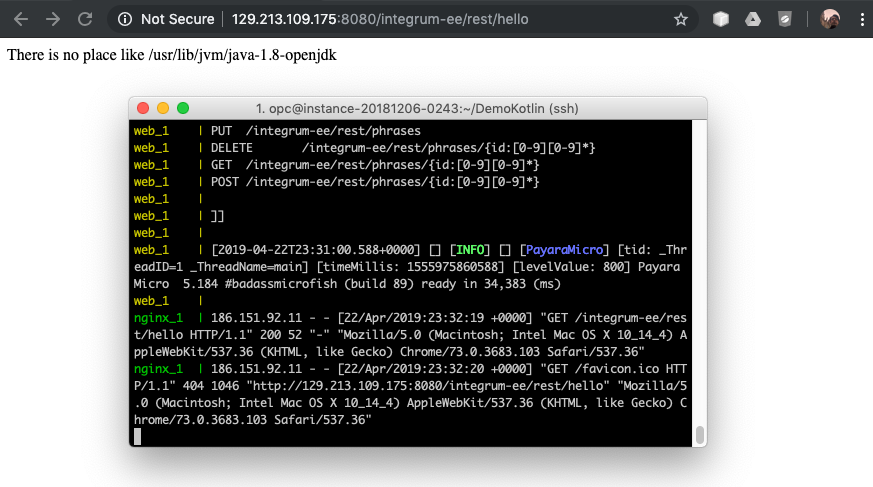 Not Secure | 129.213.109.175:8080/integrum-ee/rest/hello
There is no place like /usr/lib/jvm/java-1.8-openjdk
1. opc@instance-20181206-0243:~/DemoKotlin (ssh)
web_1    | PUT  /integrum-ee/rest/phrases
web_1    | DELETE       /integrum-ee/rest/phrases/{id:[0-9][0-9]*}
web_1    | GET  /integrum-ee/rest/phrases/{id:[0-9][0-9]*}
web_1    | POST /integrum-ee/rest/phrases/{id:[0-9][0-9]*}
web_1    |
web_1    | ]]
web_1    |
web_1    | [2019-04-22T23:31:00.588+0000] [] [INFO] [] [PayaraMicro] [tid: _Thr
eadID=1 _ThreadName=main] [timeMillis: 1555975860588] [levelValue: 800] Payara
Micro  5.184 #badassmicrofish (build 89) ready in 34,383 (ms)
web_1    |
nginx_1  | 186.151.92.11 - - [22/Apr/2019:23:32:19 +0000] "GET /integrum-ee/res
t/hello HTTP/1.1" 200 52 "-" "Mozilla/5.0 (Macintosh; Intel Mac OS X 10_14_4) A
ppleWebKit/537.36 (KHTML, like Gecko) Chrome/73.0.3683.103 Safari/537.36"
nginx_1  | 186.151.92.11 - - [22/Apr/2019:23:32:20 +0000] "GET /favicon.ico HTT
P/1.1" 404 1046 "http://129.213.109.175:8080/integrum-ee/rest/hello" "Mozilla/5
.0 (Macintosh; Intel Mac OS X 10_14_4) AppleWebKit/537.36 (KHTML, like Gecko) C
hrome/73.0.3683.103 Safari/537.36"